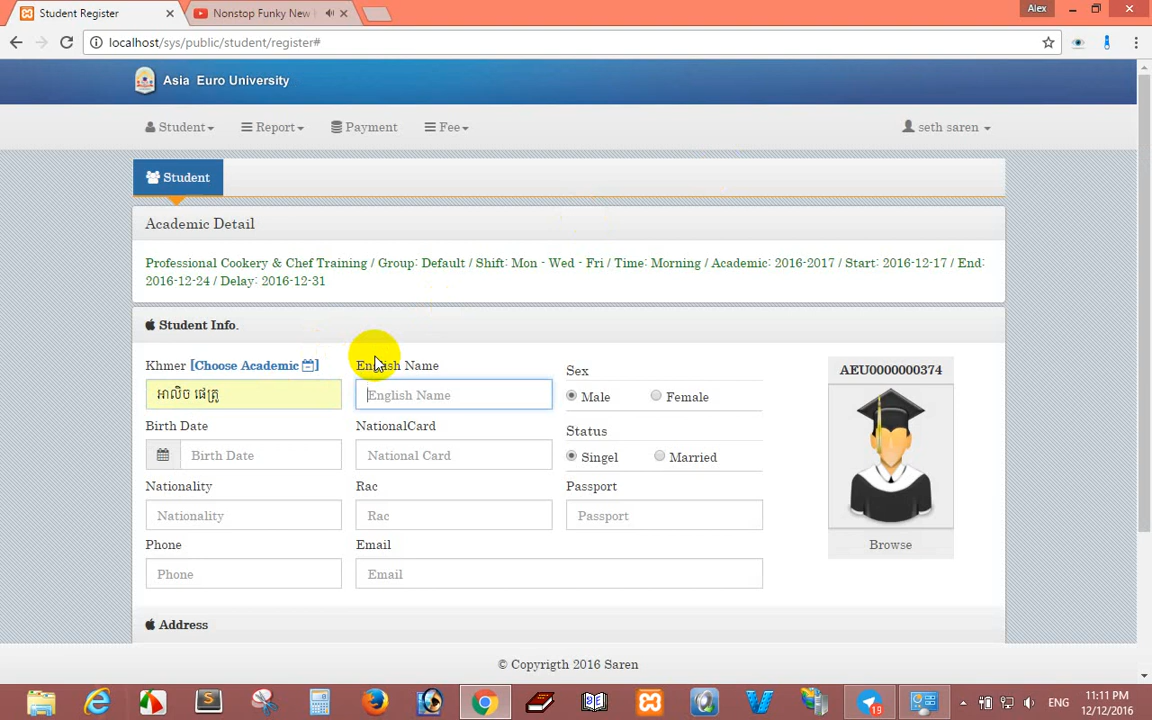 Student Register
Nonstop Funky New
Alex
localhost/sys/public/student/register#
Asia Euro University
Student
Report
Payment
Fee
seth saren
Student
Academic Detail
Professional Cookery & Chef Training / Group: Default / Shift: Mon - Wed - Fri / Time: Morning / Academic: 2016-2017 / Start: 2016-12-17 / End:
2016-12-24 / Delay: 2016-12-31
Student Info.
Khmer [Choose Academic ]
English Name
Sex
AEU0000000374
អាលិច ផេត្រូ
English Name
Male
Female
Birth Date
NationalCard
Status
Birth Date
National Card
Singel
Married
Nationality
Rac
Passport
Nationality
Rac
Passport
Browse
Phone
Email
Phone
Email
Address
© Copyrigth 2016 Saren
19
ENG
11:11 PM
12/12/2016